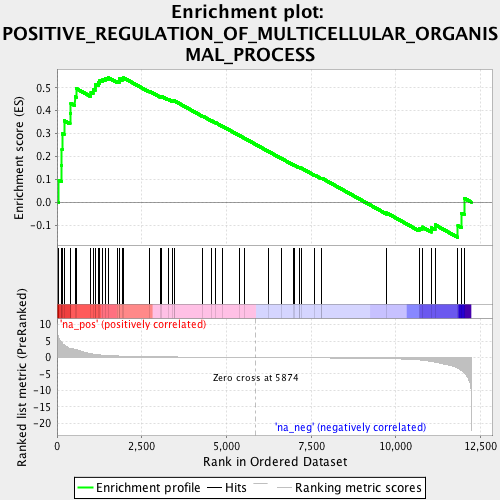 Enrichment plot:
POSITIVE_REGULATION_OF_MULTICELLULAR_ORGANIS
MAL_PROCESS
Enrichment score (ES)
0.5
0.4
0.3
0.2
0.1
0.0
-0.1
Ranked list metric (PreRanked)
10
5
0
-5
-10
-15
-20
'na_pos' (positively correlated)
Zero cross at 5874
'na_neg' (negatively correlated)
0
2,500
5,000
7,500
10,000
12,500
Rank in Ordered Dataset
Enrichment profile
Hits
Ranking metric scores